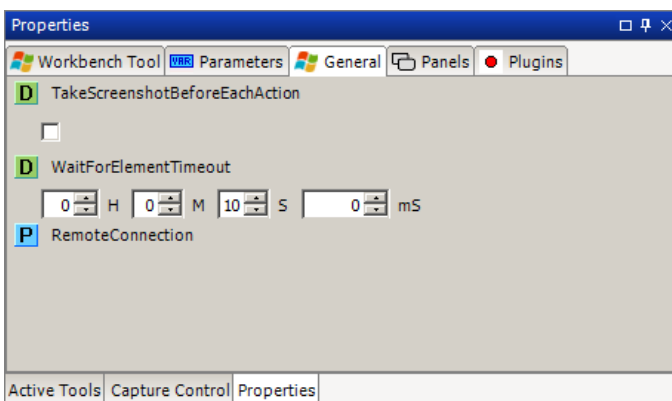 Properties
Workbench Tool VAR Parameters General Panels Plugins
D TakeScreenshotBeforeEachAction
D WaitForElementTimeout
0 H 0 M 10 S 0 mS
P RemoteConnection
Active Tools Capture Control Properties